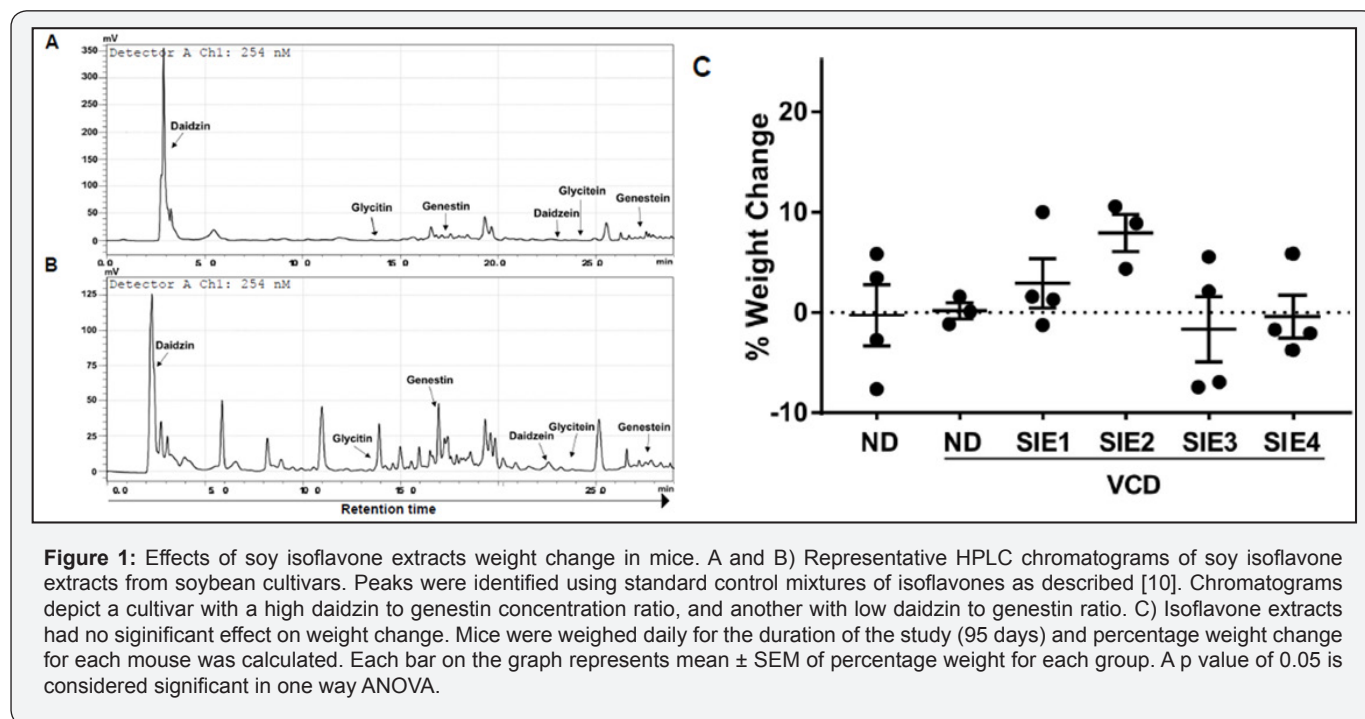 A
mV
Detector A Ch1: 254 nM
350
300
250
200
150
100
50
0
Daidzin
Glycitin
Genestin
Daidzein
Glycitein
Genestein
0.0 5.0 10.0 15.0 20.0 25.0 min
B
mV
Detector A Ch1: 254 nM
125
100
75
50
25
0
Daidzin
Glycitin
Genestin
Daidzein
Glycitein
Genestein
0.0 5.0 10.0 15.0 25.0 min
Retention time
C
% Weight Change
20
10
0
-10
ND ND SIE1 SIE2 SIE3 SIE4
VCD
Figure 1: Effects of soy isoflavone extracts weight change in mice. A and B) Representative HPLC chromatograms of soy isoflavone
extracts from soybean cultivars. Peaks were identified using standard control mixtures of isoflavones as described [10]. Chromatograms
depict a cultivar with a high daidzin to genestin concentration ratio, and another with low daidzin to genestin ratio. C) Isoflavone extracts
had no siginificant effect on weight change. Mice were weighed daily for the duration of the study (95 days) and percentage weight change
for each mouse was calculated. Each bar on the graph represents mean ± SEM of percentage weight for each group. A p value of 0.05 is
considered significant in one way ANOVA.